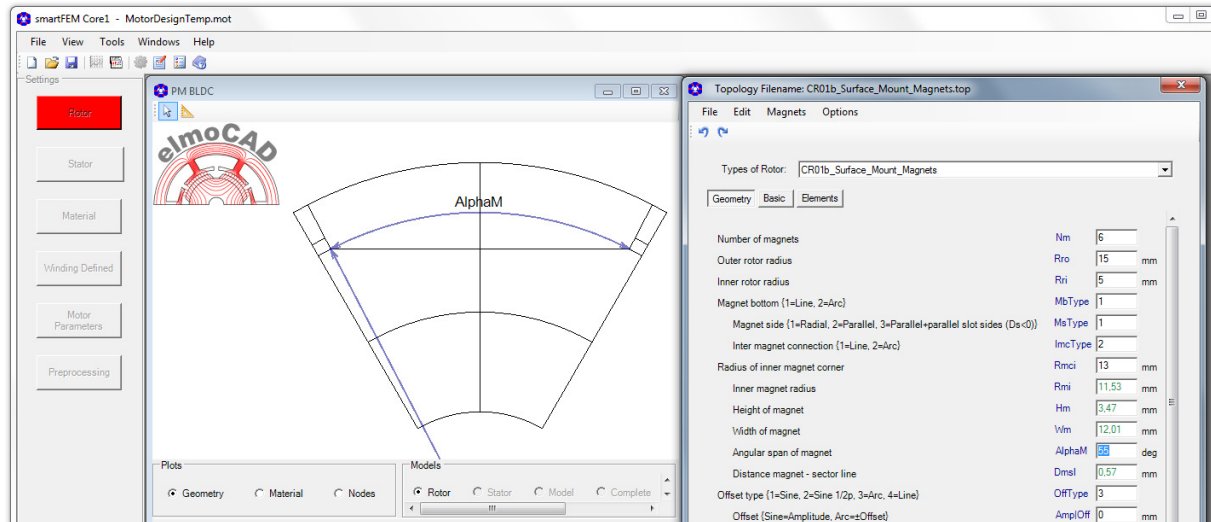 smartFEM Core1 - MotorDesignTemp.mot
File View Tools Windows Help
Settings
Rotor
Stator
Material
Winding Defined
Motor
Parameters
Preprocessing
PM BLDC
elmoCAD
AlphaM
Plots
Geometry Material Nodes
Models
Rotor Stator Model Complete
Topology Filename: CR01b_Surface_Mount_Magnets.top
File Edit Magnets Options
Types of Rotor: CR01b_Surface_Mount_Magnets
Geometry Basic Elements
Number of magnets Nm 6
Outer rotor radius Rro 15 mm
Inner rotor radius Rri 5 mm
Magnet bottom {1=Line, 2=Arc} MbType 1
Magnet side {1=Radial, 2=Parallel, 3=Parallel+parallel slot sides (Ds<0)} MsType 1
Inter magnet connection {1=Line, 2=Arc} ImcType 2
Radius of inner magnet corner Rmci 13 mm
Inner magnet radius Rmi 11,53 mm
Height of magnet Hm 3,47 mm
Width of magnet Wm 12,01 mm
Angular span of magnet AlphaM 55 deg
Distance magnet - sector line Dmsl 0,57 mm
Offset type {1=Sine, 2=Sine 1/2p, 3=Arc, 4=Line} OffType 3
Offset {Sine=Amplitude, Arc=±Offset} AmplOff 0 mm